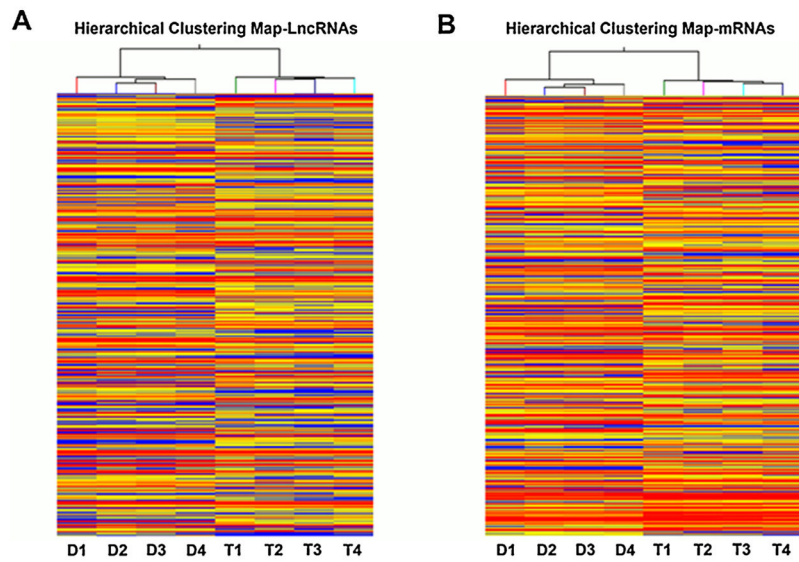 A
Hierarchical Clustering Map-LncRNAs
D1 D2 D3 D4 T1 T2 T3 T4
B
Hierarchical Clustering Map-mRNAs
D1 D2 D3 D4 T1 T2 T3 T4